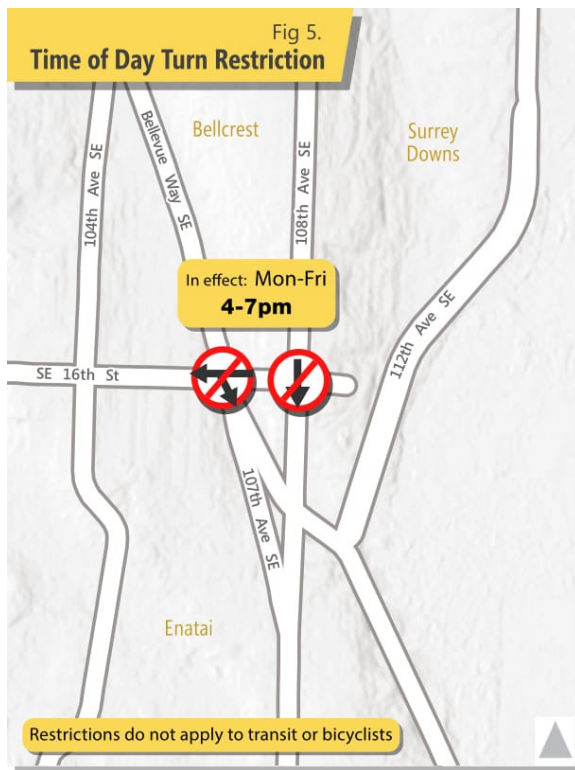 Fig 5.
Time of Day Turn Restriction
Bellcrest
Surrey
Downs
104th Ave SE
Bellevue Way SE
108th Ave SE
In effect: Mon-Fri
4-7pm
112th Ave SE
SE 16th St
107th Ave SE
Enatai
Restrictions do not apply to transit or bicyclists